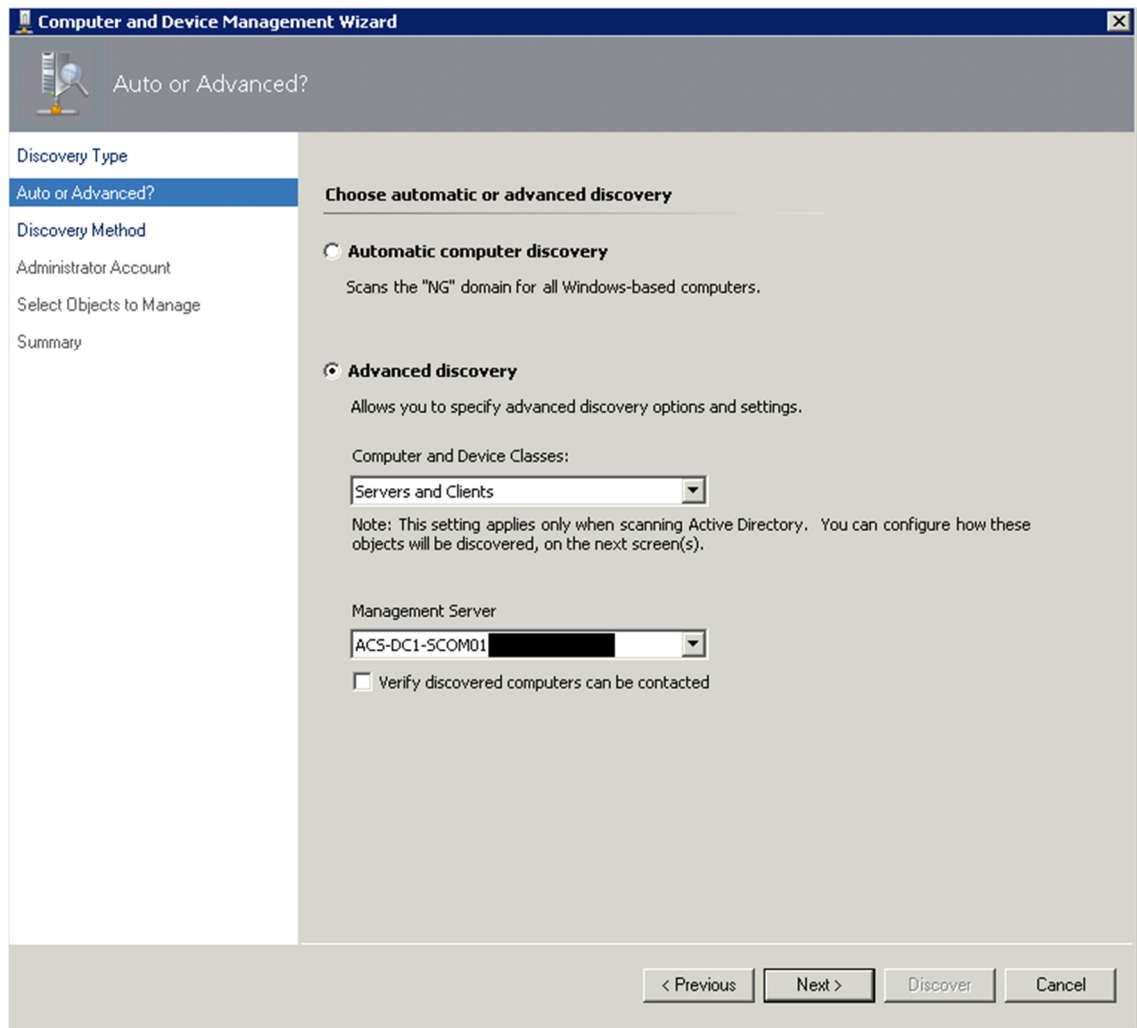 Computer and Device Management Wizard
Auto or Advanced?
Discovery Type
Auto or Advanced?
Discovery Method
Administrator Account
Select Objects to Manage
Summary
Choose automatic or advanced discovery
Automatic computer discovery
Scans the "NG" domain for all Windows-based computers.
Advanced discovery
Allows you to specify advanced discovery options and settings.
Computer and Device Classes:
Servers and Clients
Note: This setting applies only when scanning Active Directory. You can configure how these
objects will be discovered, on the next screen(s).
Management Server
ACS-DC1-SCOM01
Verify discovered computers can be contacted
< Previous
Next >
Discover
Cancel